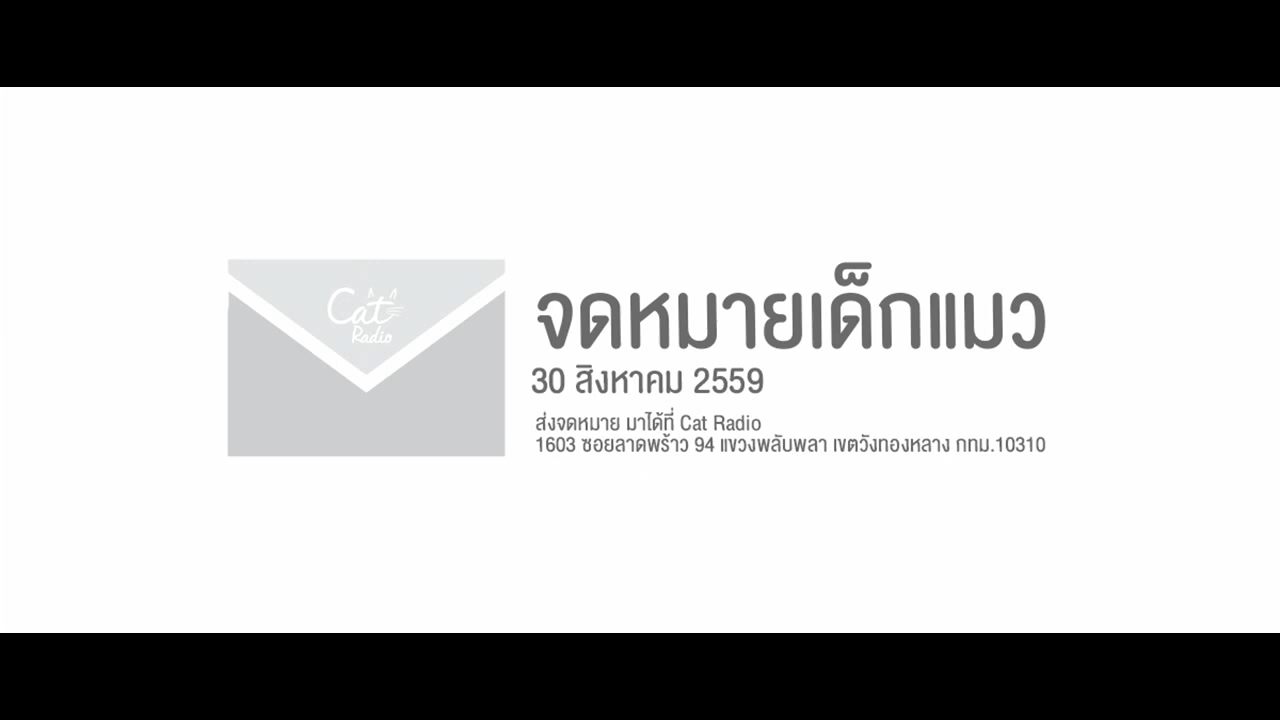 Cat
Radio
จดหมายเด็กแมว
30 สิงหาคม 2559
ส่งจดหมาย มาได้ที่ Cat Radio
1603 ซอยลาดพร้าว 94 แขวงพลับพลา เขตวังทองหลาง กทม.10310